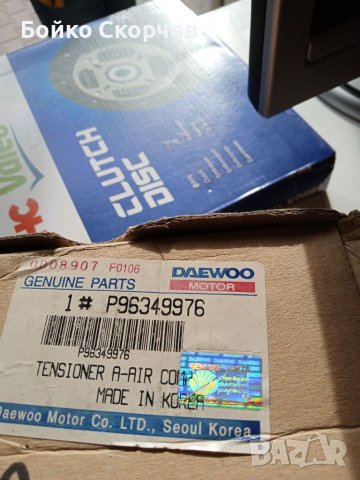 Бойко Скорчов
Valeo
CLUTCH
DISC
0008907 F0106
GENUINE PARTS
DAEWOO
MOTOR
1# P96349976
P96349976
TENSIONER A-AIR COMP
MADE IN KOREA
Daewoo Motor Co. LTD., Seoul Korea
bazar